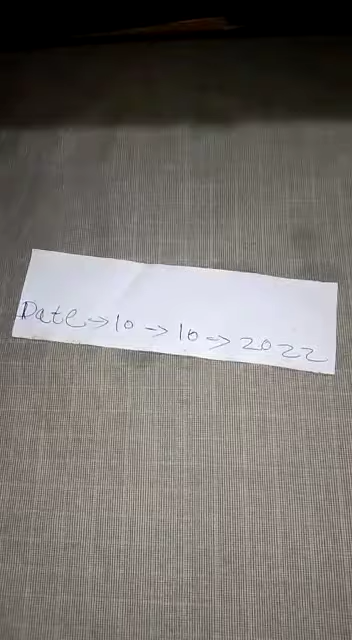 Date → 10 → 10 → 2022